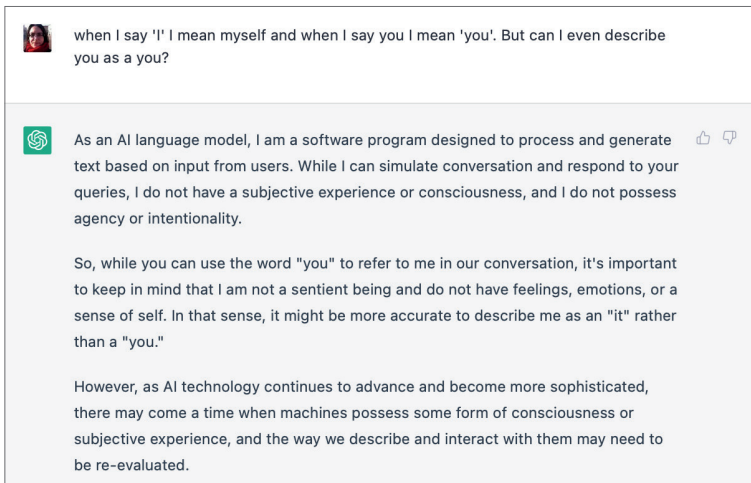 when I say 'I' I mean myself and when I say you I mean 'you'. But can I even describe
you as a you?
As an AI language model, I am a software program designed to process and generate
text based on input from users. While I can simulate conversation and respond to your
queries, I do not have a subjective experience or consciousness, and I do not possess
agency or intentionality.
So, while you can use the word "you" to refer to me in our conversation, it's important
to keep in mind that I am not a sentient being and do not have feelings, emotions, or a
sense of self. In that sense, it might be more accurate to describe me as an "it" rather
than a "you."
However, as AI technology continues to advance and become more sophisticated,
there may come a time when machines possess some form of consciousness or
subjective experience, and the way we describe and interact with them may need to
be re-evaluated.